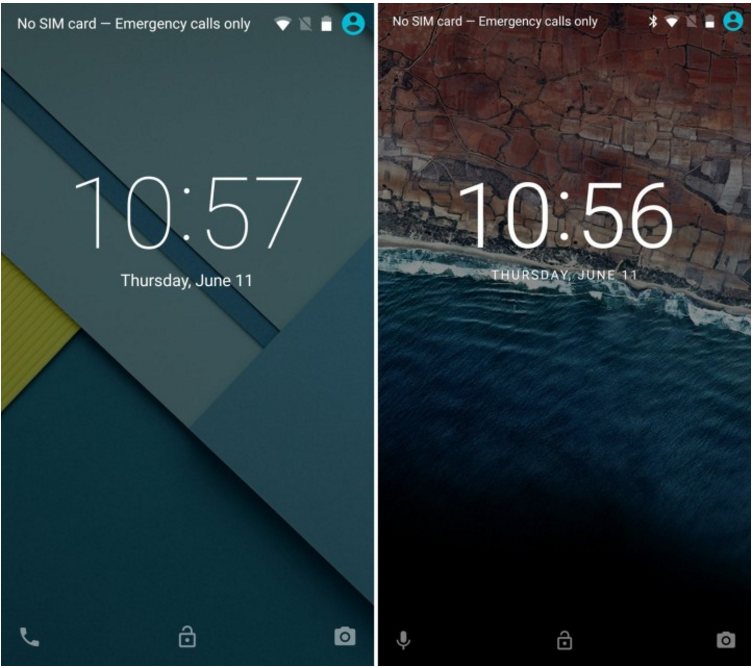 No SIM card — Emergency calls only
10:57
Thursday, June 11
No SIM card — Emergency calls only
10:56
THURSDAY, JUNE 11